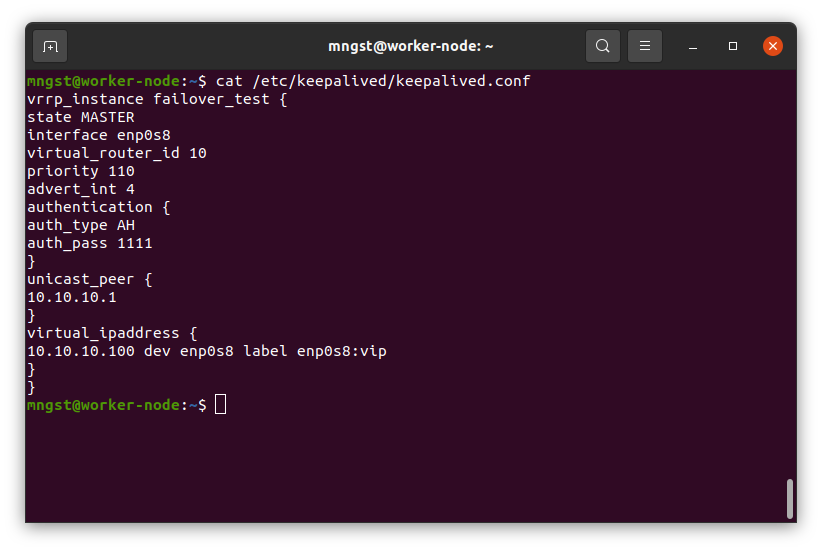 mngst@worker-node: ~
mngst@worker-node:~$ cat /etc/keepalived/keepalived.conf
vrrp_instance failover_test {
state MASTER
interface enp0s8
virtual_router_id 10
priority 110
advert_int 4
authentication {
auth_type AH
auth_pass 1111
}
unicast_peer {
10.10.10.1
}
virtual_ipaddress {
10.10.10.100 dev enp0s8 label enp0s8:vip
}
}
mngst@worker-node:~$